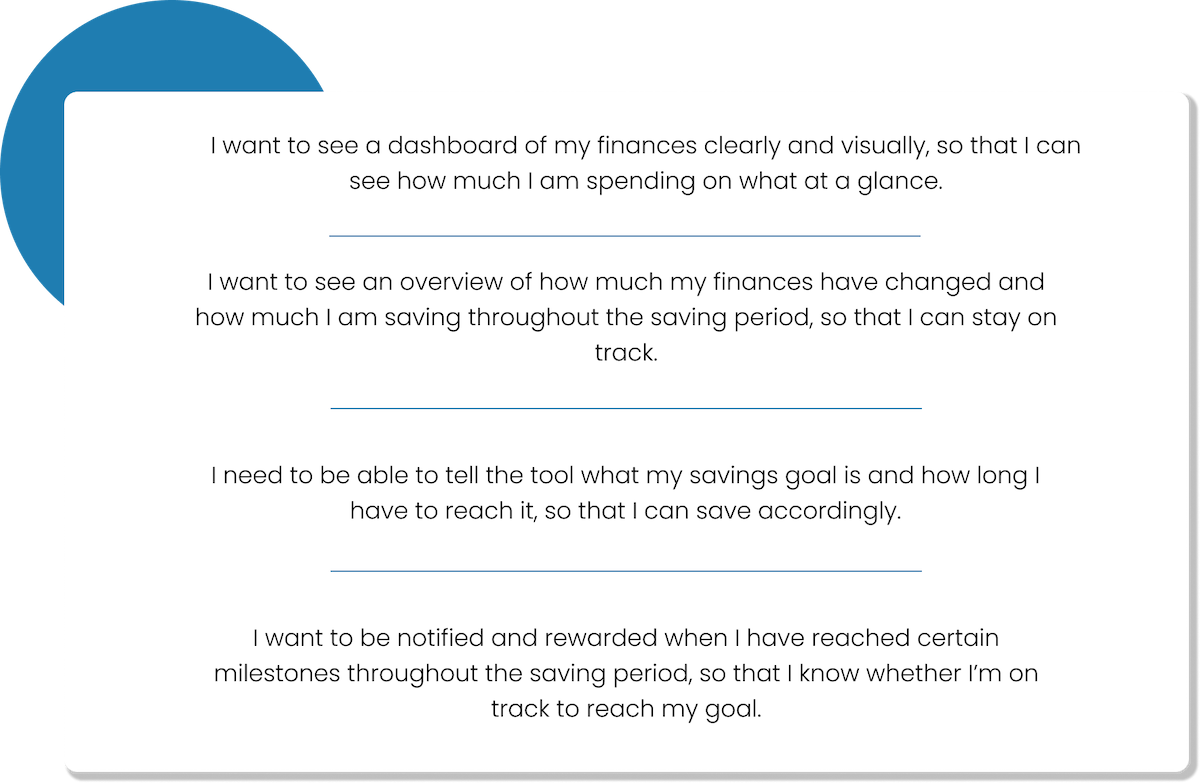 I want to see a dashboard of my finances clearly and visually, so that I can
see how much I am spending on what at a glance.
I want to see an overview of how much my finances have changed and
how much I am saving throughout the saving period, so that I can stay on
track.
I need to be able to tell the tool what my savings goal is and how long I
have to reach it, so that I can save accordingly.
I want to be notified and rewarded when I have reached certain
milestones throughout the saving period, so that I know whether I’m on
track to reach my goal.